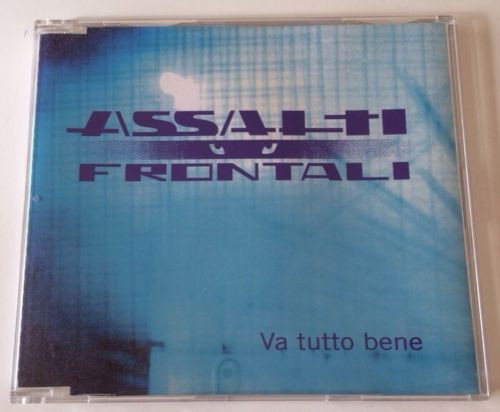 ASSALTI
FRONTALI
Va tutto bene